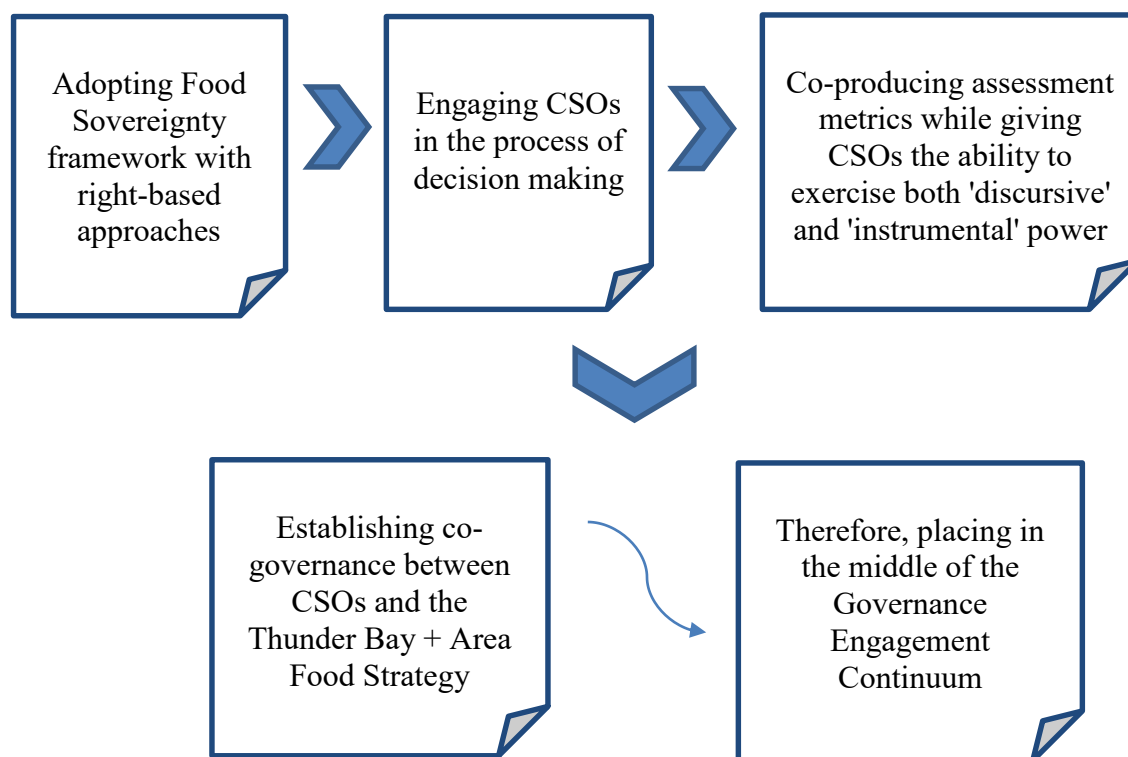 Adopting Food
Sovereignty
framework with
right-based
approaches
Engaging CSOs
in the process of
decision making
Co-producing assessment
metrics while giving
CSOs the ability to
exercise both 'discursive'
and 'instrumental' power
Establishing co-
governance between
CSOs and the
Thunder Bay + Area
Food Strategy
Therefore, placing in
the middle of the
Governance
Engagement
Continuum